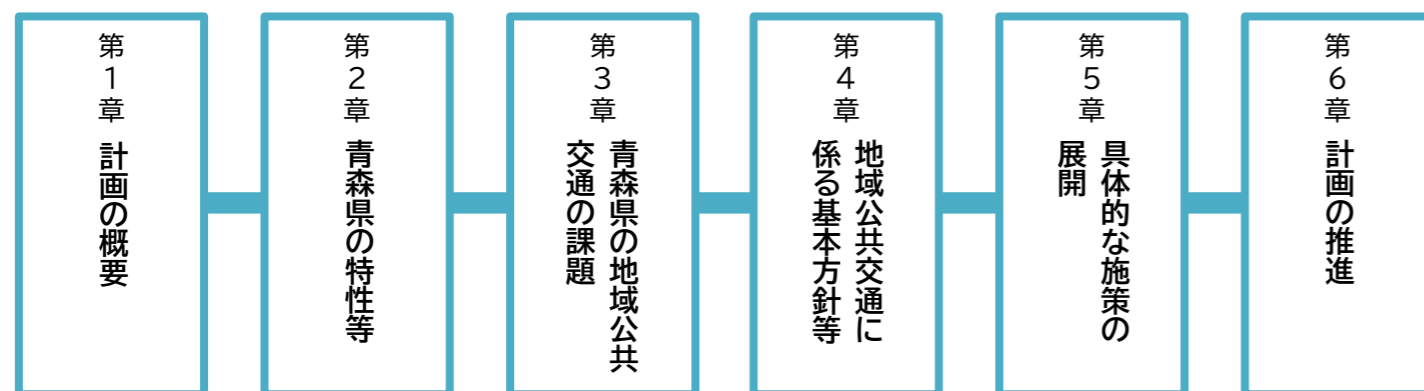 第1章
計画の概要
第2章
青森県の特性等
第3章
青森県の地域公共
交通の課題
第4章
地域公共交通に
係る基本方針等
第5章
具体的な施策の
展開
第6章
計画の推進